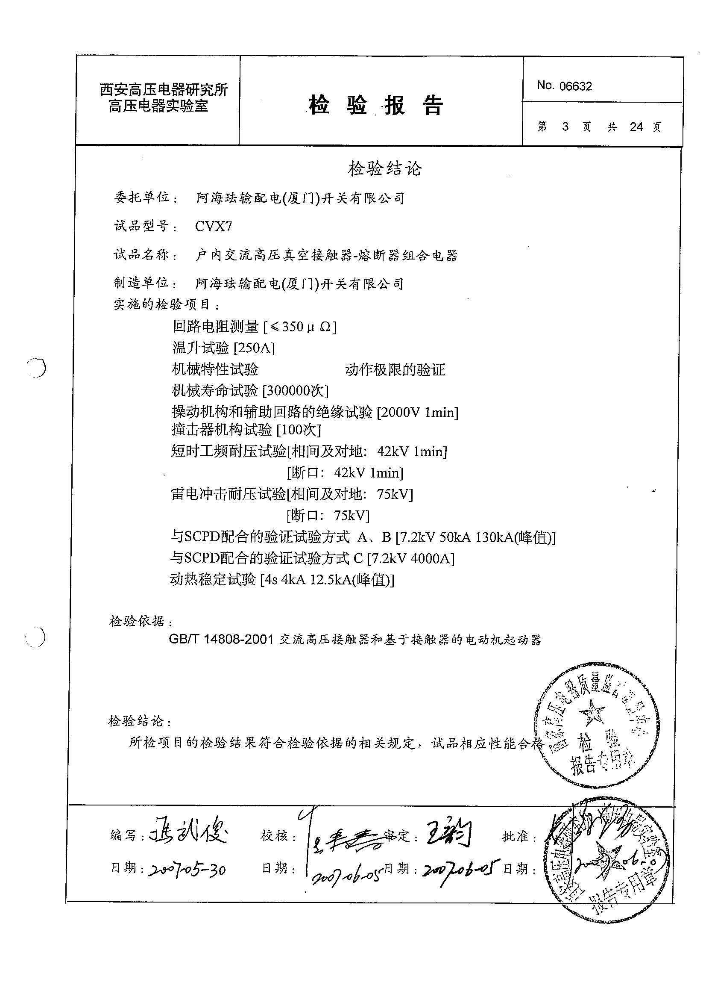 西安高压电器研究所
高压电器实验室
检 验 报 告
No. 06632
第 3 页 共 24 页
检验结论
委托单位： 阿海珐输配电(厦门)开关有限公司
试品型号： CVX7
试品名称： 户内交流高压真空接触器-熔断器组合电器
制造单位： 阿海珐输配电(厦门)开关有限公司
实施的检验项目：
回路电阻测量 [≤350μΩ]
温升试验 [250A]
机械特性试验 动作极限的验证
机械寿命试验 [300000次]
操动机构和辅助回路的绝缘试验 [2000V 1min]
撞击器机构试验 [100次]
短时工频耐压试验[相间及对地：42kV 1min]
[断口：42kV 1min]
雷电冲击耐压试验[相间及对地：75kV]
[断口：75kV]
与SCPD配合的验证试验方式 A、B [7.2kV 50kA 130kA(峰值)]
与SCPD配合的验证试验方式 C [7.2kV 4000A]
动热稳定试验 [4s 4kA 12.5kA(峰值)]
检验依据：
GB/T 14808-2001 交流高压接触器和基于接触器的电动机起动器
检验结论：
所检项目的检验结果符合检验依据的相关规定，试品相应性能合格
高压电器质量监
检 验
报告专用章
编写： 武俊 校核： 审定：王韵 批准：
日期：2007-05-30 日期：2007-06-05 日期：2007-06-05 日期：2007-06-0
报告专用章